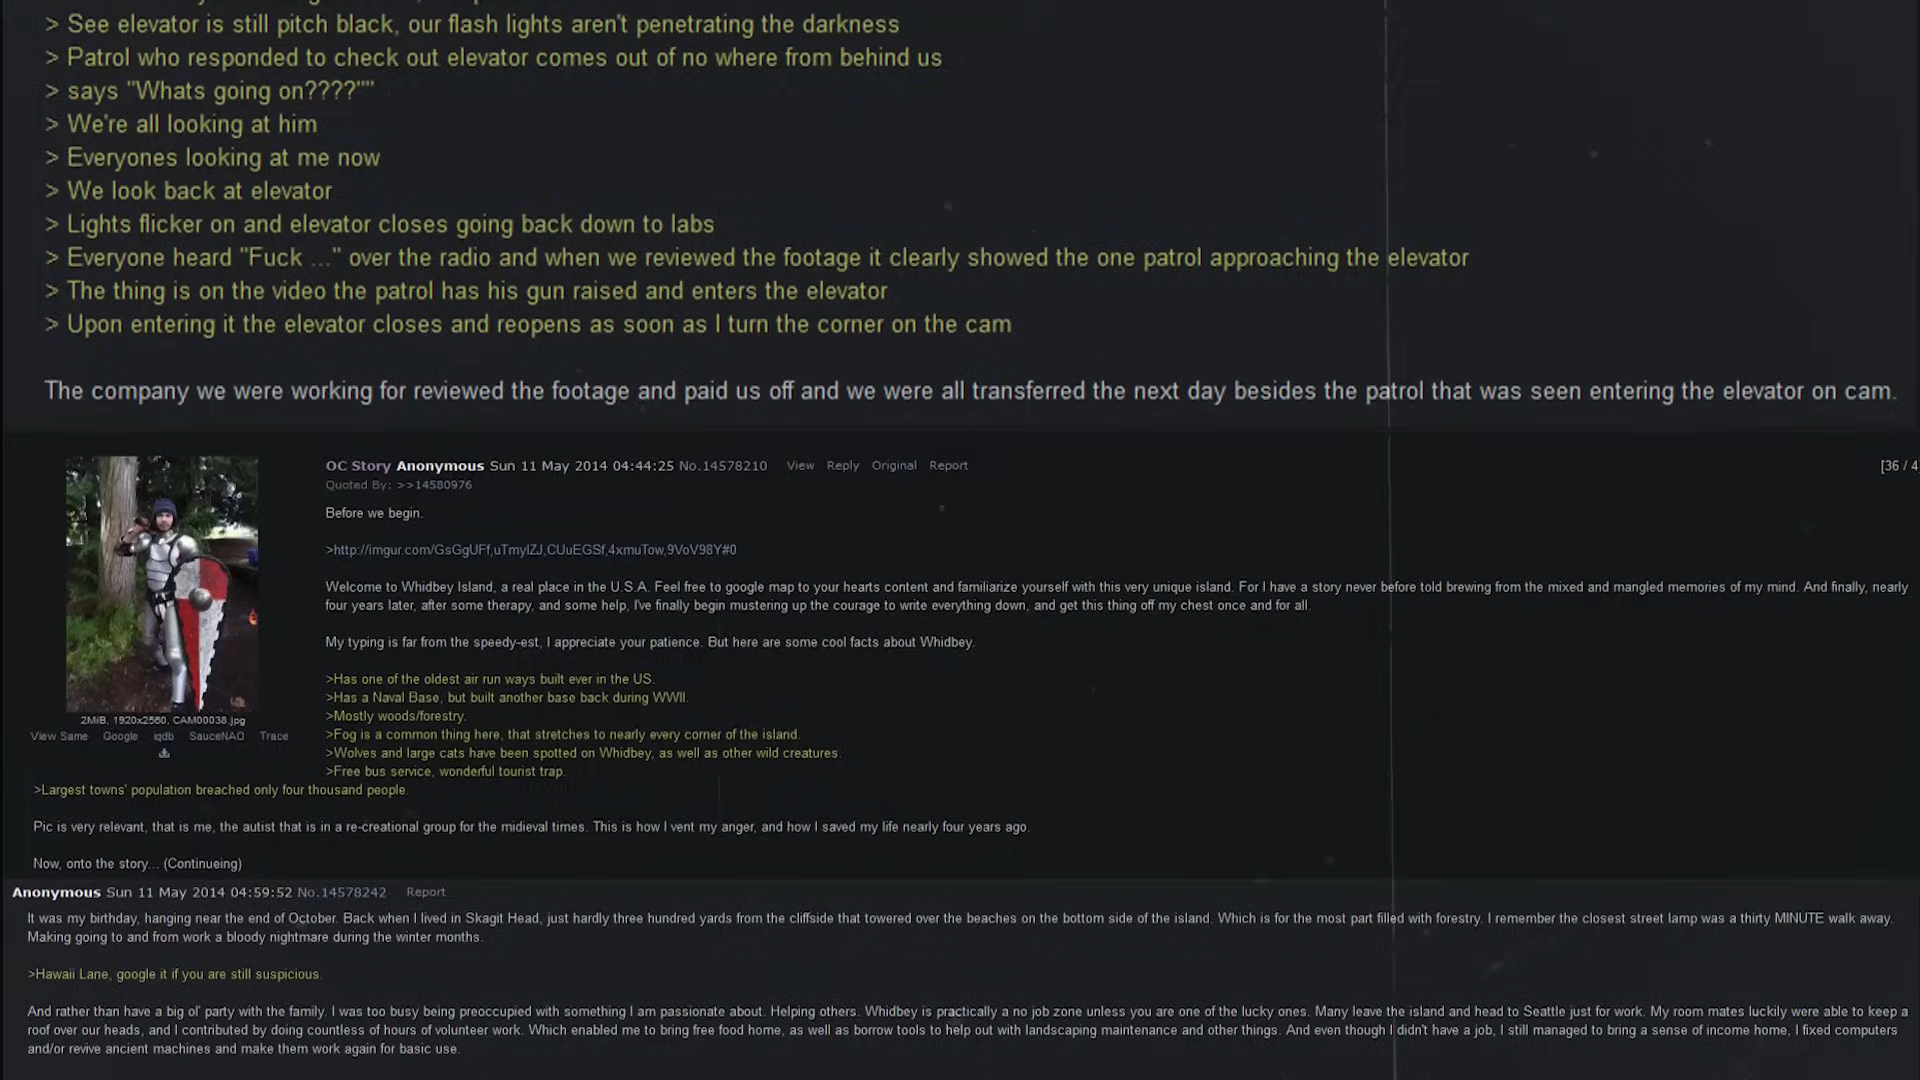 > See elevator is still pitch black, our flash lights aren't penetrating the darkness
> Patrol who responded to check out elevator comes out of no where from behind us
> says "Whats going on????""
> We're all looking at him
> Everyones looking at me now
> We look back at elevator
> Lights flicker on and elevator closes going back down to labs
> Everyone heard "Fuck ..." over the radio and when we reviewed the footage it clearly showed the one patrol approaching the elevator
> The thing is on the video the patrol has his gun raised and enters the elevator
> Upon entering it the elevator closes and reopens as soon as I turn the corner on the cam
The company we were working for reviewed the footage and paid us off and we were all transferred the next day besides the patrol that was seen entering the elevator on cam.
OC Story Anonymous Sun 11 May 2014 04:44:25 No.14578210 View Reply Original Report [36 / 4
Quoted By: >>14580976
Before we begin.
>http://imgur.com/GsGgUFf,uTmylZJ,CUuEGSf,4xmuTow,9VoV98Y#0
Welcome to Whidbey Island, a real place in the U.S.A. Feel free to google map to your hearts content and familiarize yourself with this very unique island. For I have a story never before told brewing from the mixed and mangled memories of my mind. And finally, nearly
four years later, after some therapy, and some help, I've finally begin mustering up the courage to write everything down, and get this thing off my chest once and for all.
My typing is far from the speedy-est, I appreciate your patience. But here are some cool facts about Whidbey.
>Has one of the oldest air run ways built ever in the US.
>Has a Naval Base, but built another base back during WWII.
>Mostly woods/forestry.
>Fog is a common thing here, that stretches to nearly every corner of the island.
>Wolves and large cats have been spotted on Whidbey, as well as other wild creatures.
>Free bus service, wonderful tourist trap.
2MiB, 1920x2560, CAM00038.jpg
View Same Google iqdb SauceNAO Trace
>Largest towns' population breached only four thousand people.
Pic is very relevant, that is me, the autist that is in a re-creational group for the midieval times. This is how I vent my anger, and how I saved my life nearly four years ago.
Now, onto the story... (Continueing)
Anonymous Sun 11 May 2014 04:59:52 No.14578242 Report
It was my birthday, hanging near the end of October. Back when I lived in Skagit Head, just hardly three hundred yards from the cliffside that towered over the beaches on the bottom side of the island. Which is for the most part filled with forestry. I remember the closest street lamp was a thirty MINUTE walk away.
Making going to and from work a bloody nightmare during the winter months.
>Hawaii Lane, google it if you are still suspicious.
And rather than have a big ol' party with the family. I was too busy being preoccupied with something I am passionate about. Helping others. Whidbey is practically a no job zone unless you are one of the lucky ones. Many leave the island and head to Seattle just for work. My room mates luckily were able to keep a
roof over our heads, and I contributed by doing countless of hours of volunteer work. Which enabled me to bring free food home, as well as borrow tools to help out with landscaping maintenance and other things. And even though I didn't have a job, I still managed to bring a sense of income home, I fixed computers
and/or revive ancient machines and make them work again for basic use.